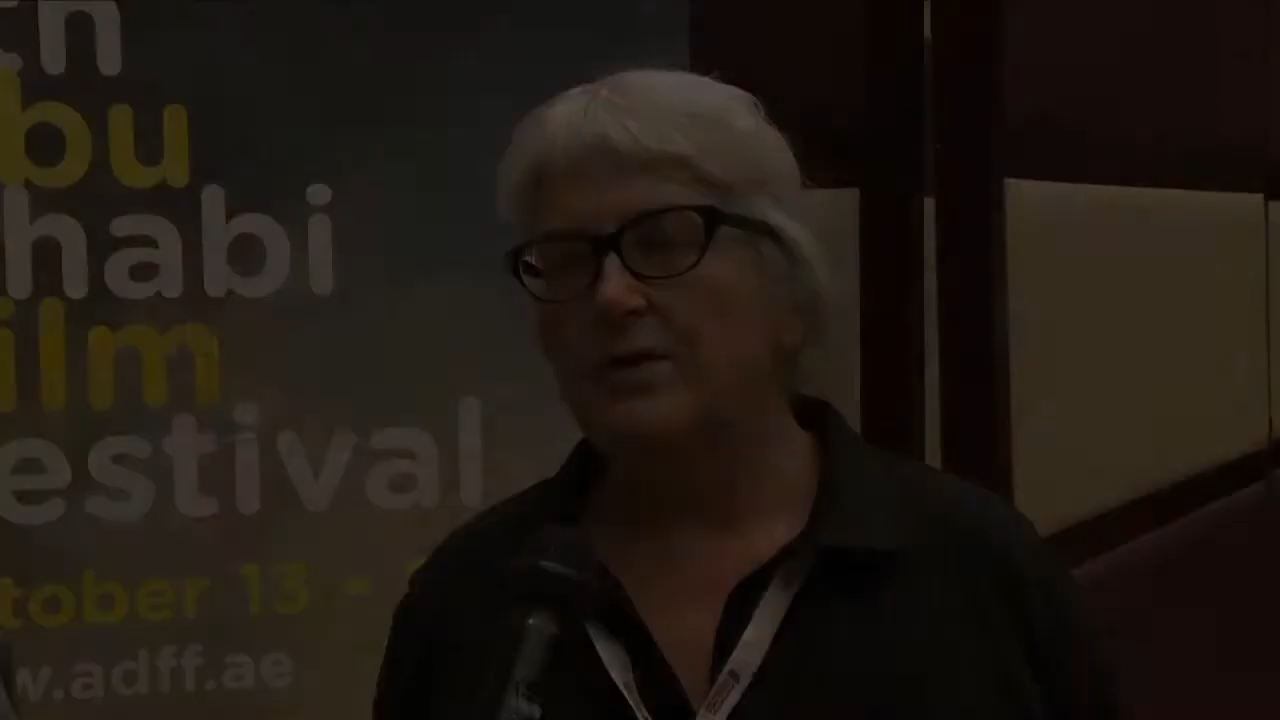 th
bu
habi
ilm
estival
tober 13 -
w.adff.ae